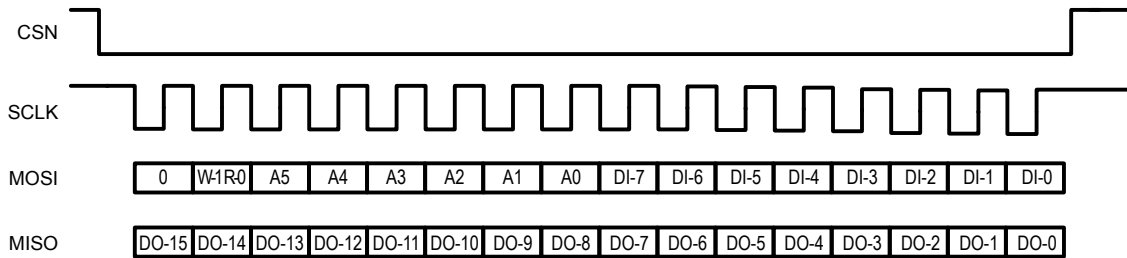 CSN
SCLK
MOSI 0 W-1R-0 A5 A4 A3 A2 A1 A0 DI-7 DI-6 DI-5 DI-4 DI-3 DI-2 DI-1 DI-0
MISO DO-15 DO-14 DO-13 DO-12 DO-11 DO-10 DO-9 DO-8 DO-7 DO-6 DO-5 DO-4 DO-3 DO-2 DO-1 DO-0